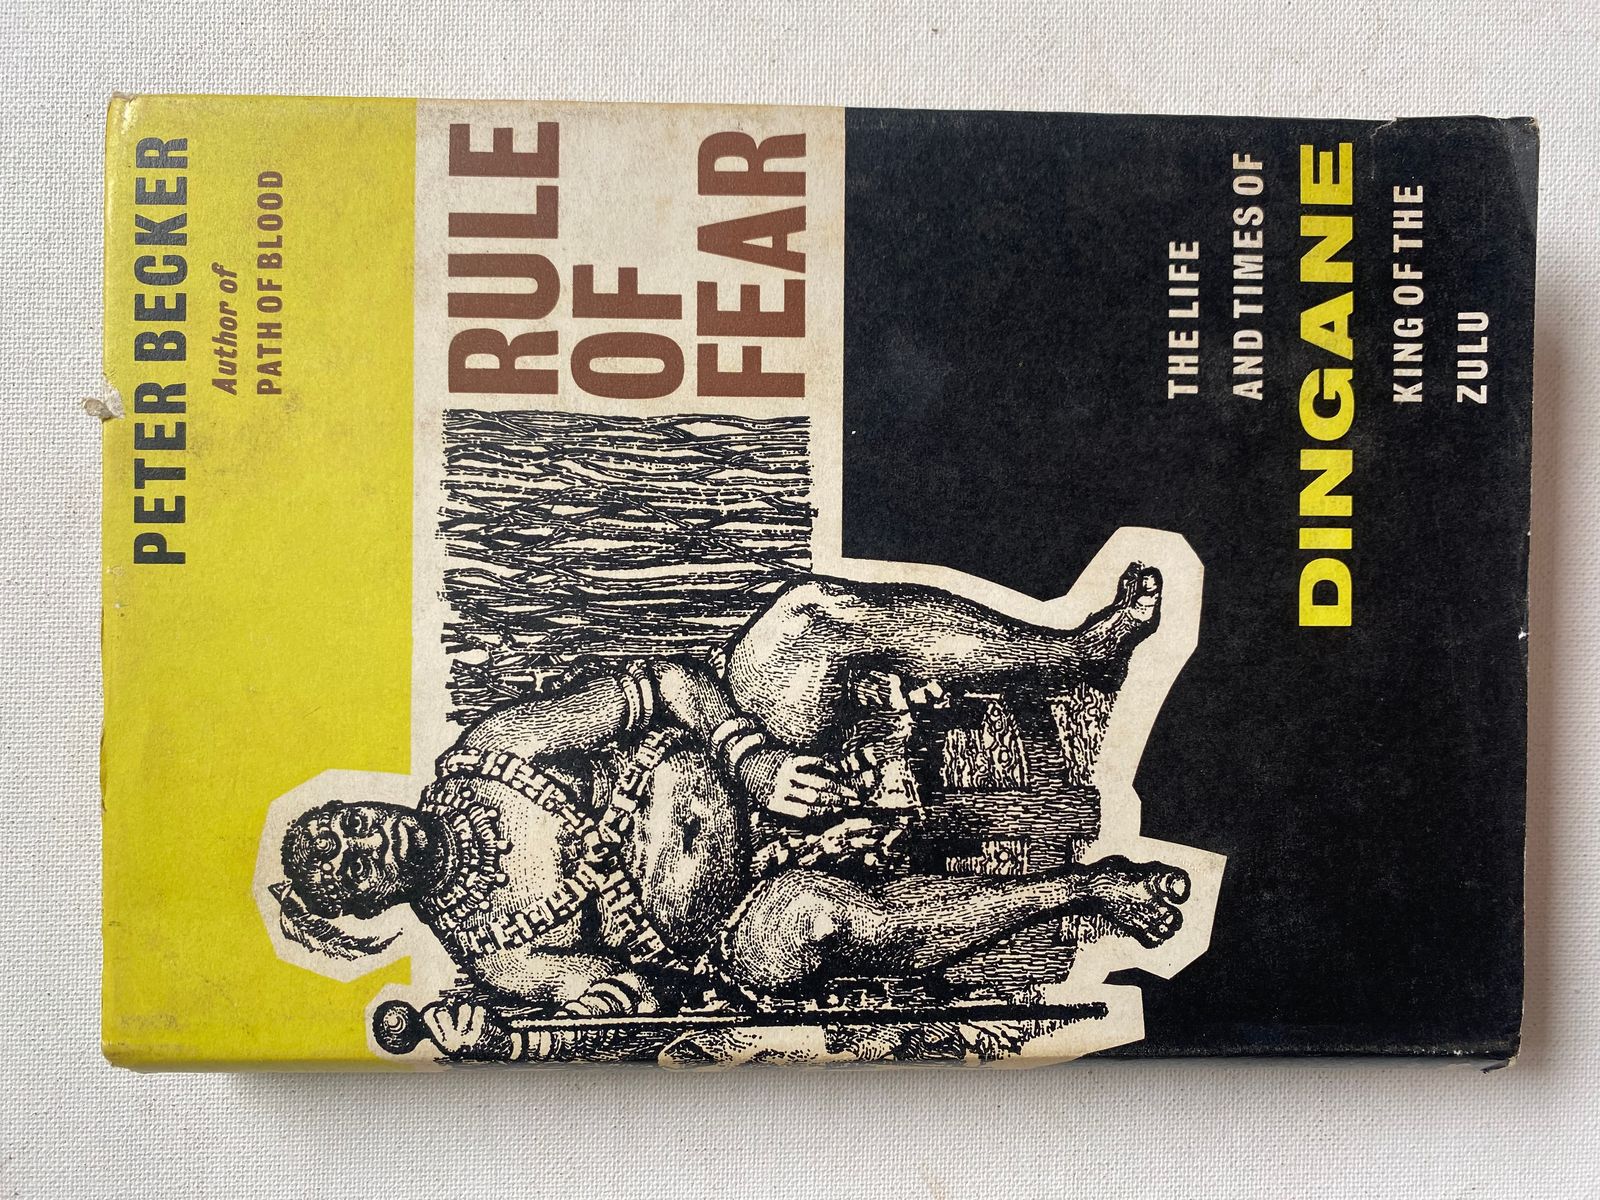 PETER BECKER
Author of
PATH OF BLOOD
RULE
OF
FEAR
THE LIFE
AND TIMES OF
DINGANE
KING OF THE
ZULU